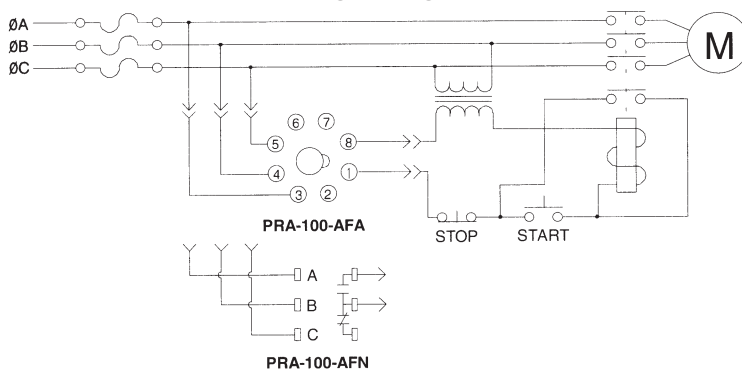 ØA
ØB
ØC
M
6 7
5 8
4 1
3 2
PRA-100-AFA
STOP START
A
B
C
PRA-100-AFN